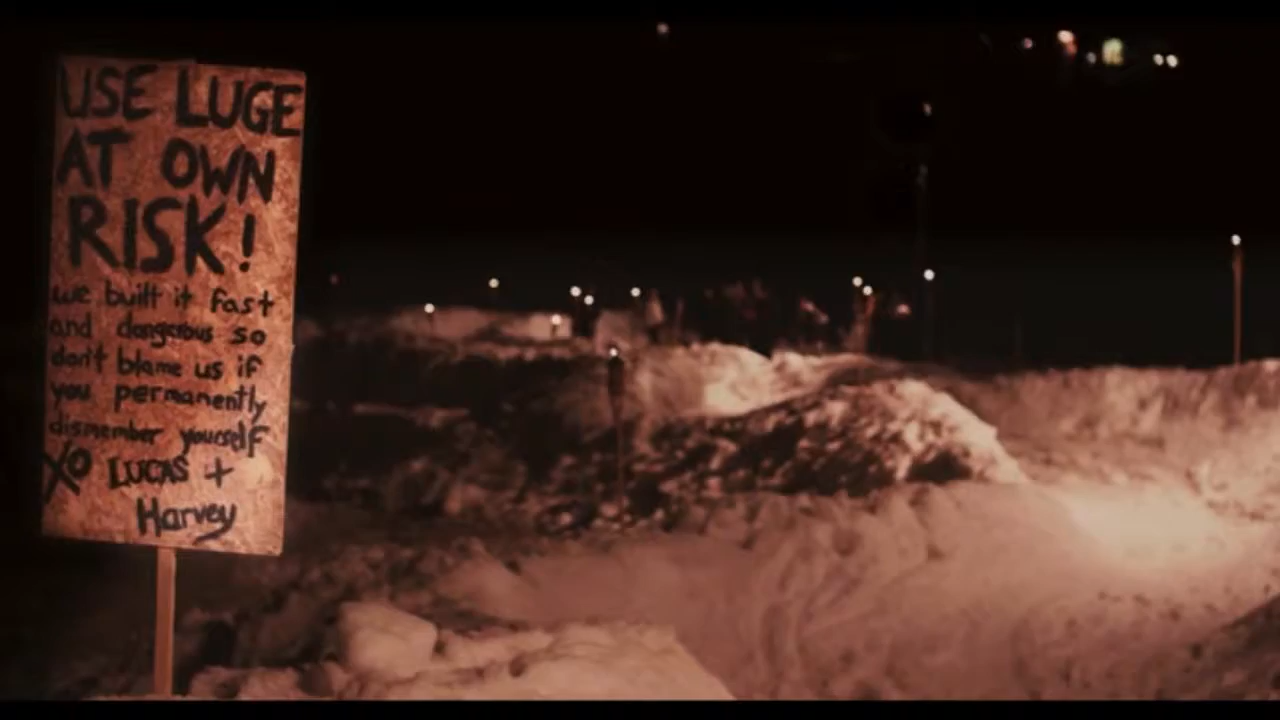 USE LUGE
AT OWN
RISK!
we built it fast
and dangerous so
don't blame us if
you permanently
dismember yourself
XO LUCAS +
Harvey